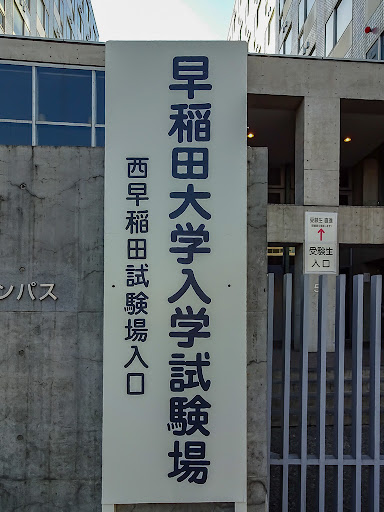 早稲田大学入学試験場
西早稲田試験場入口
ンパス
受験生
入口